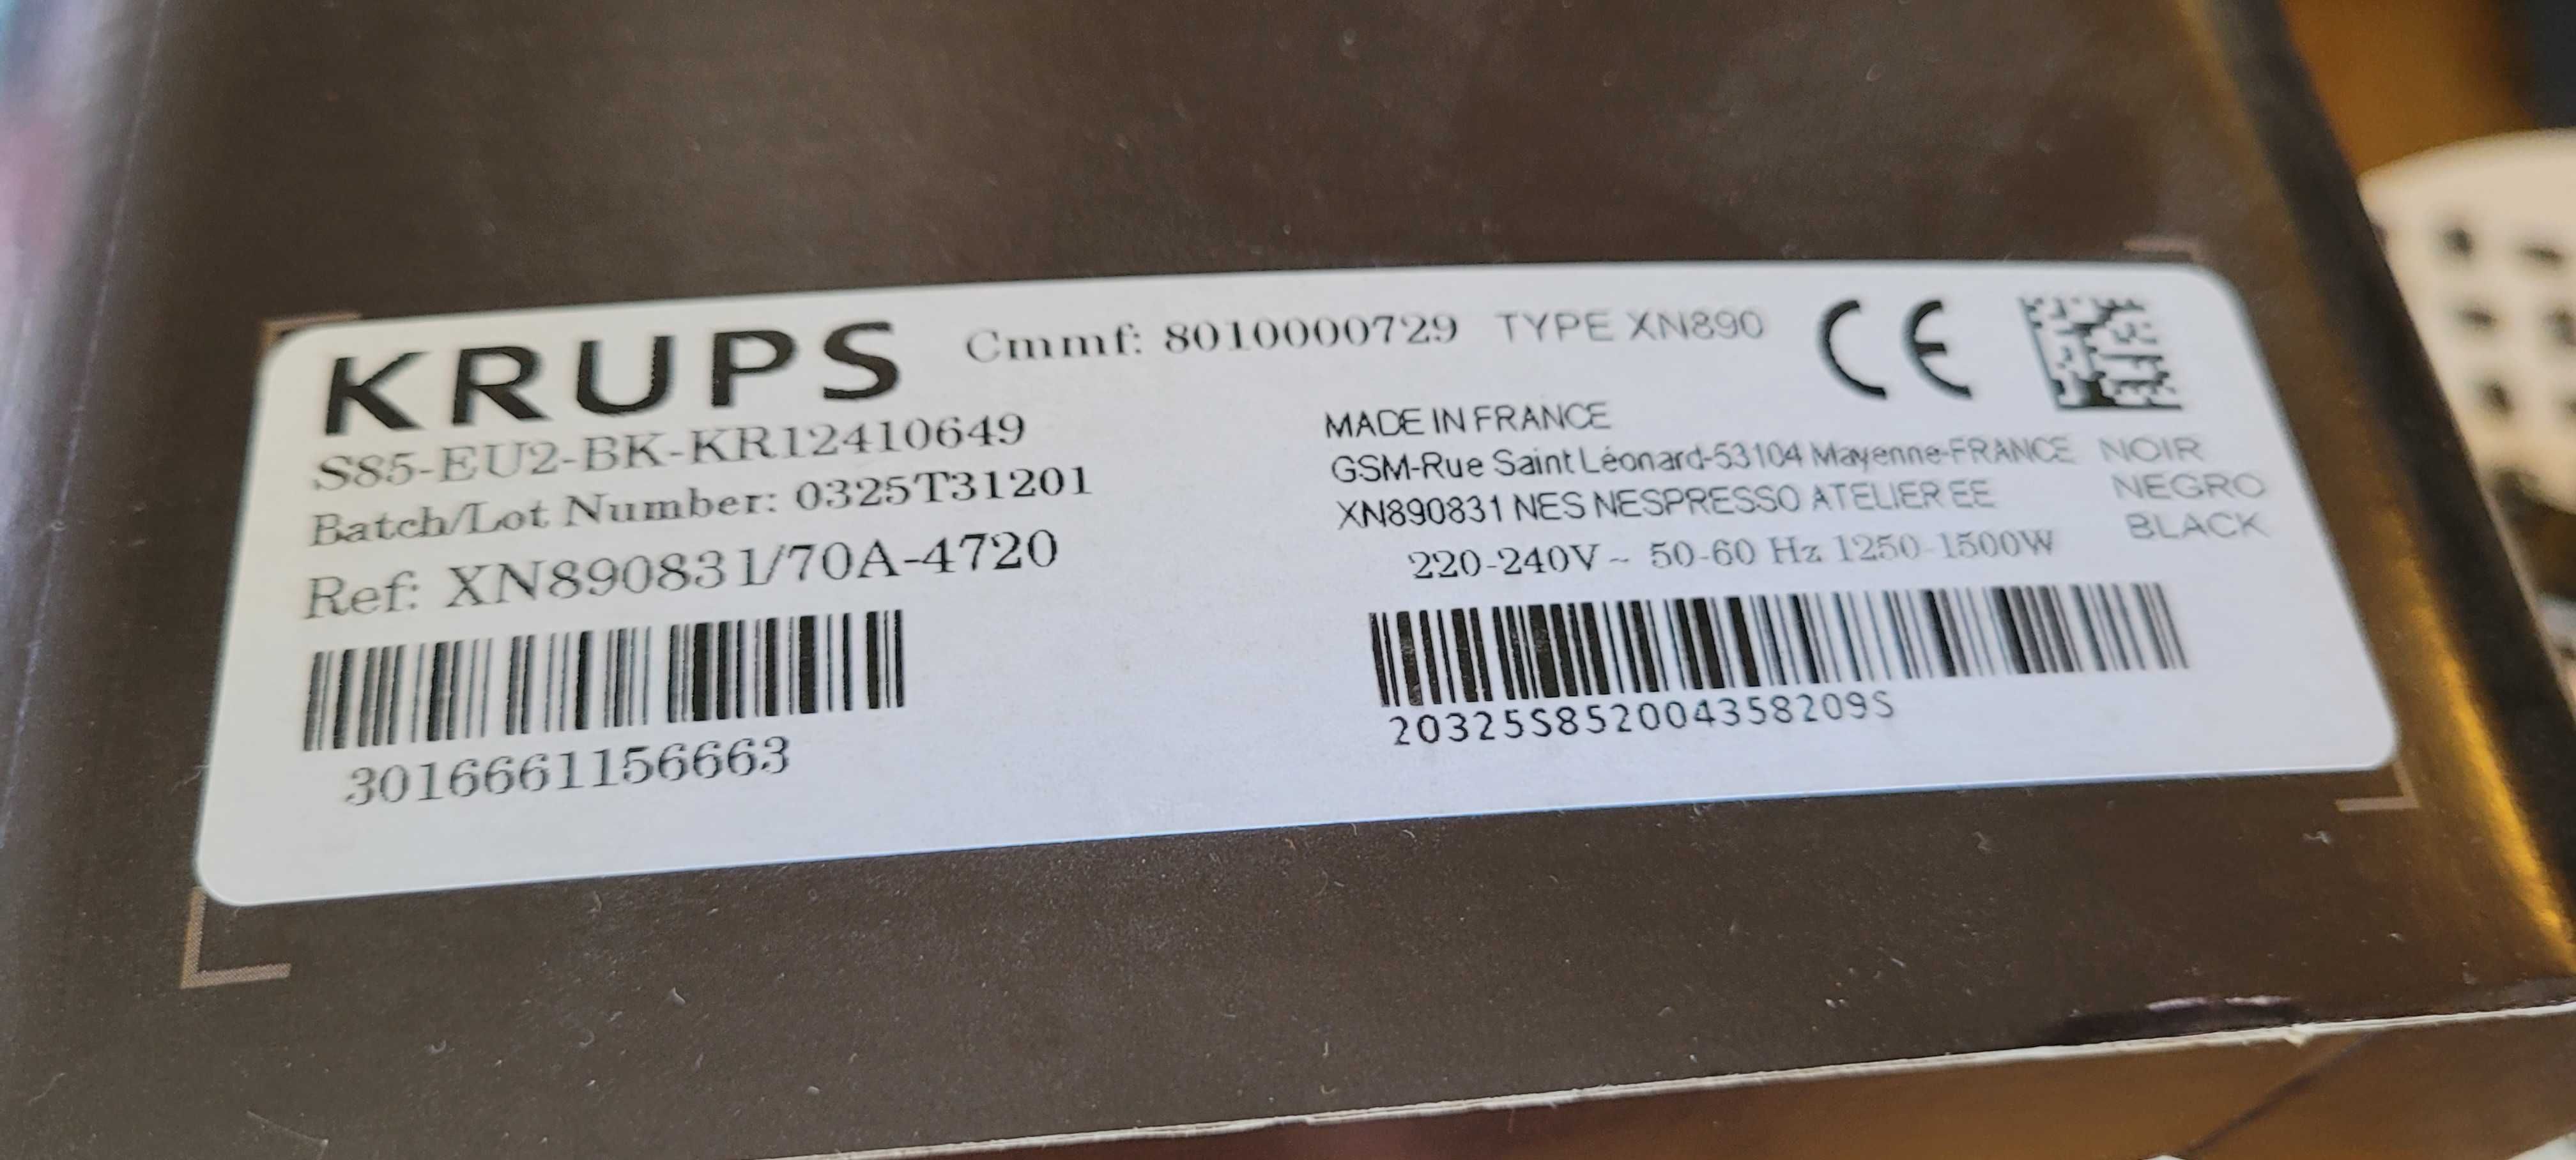 KRUPS Cmmf: 8010000729 TYPE XN890 CE
S85-EU2-BK-KR12410649
Batch/Lot Number: 0325T31201
Ref: XN890831/70A-4720
3016661156663
MADE IN FRANCE
GSM-Rue Saint Léonard-53104 Mayenne-FRANCE
XN890831 NES NESPRESSO ATELIER EE
220-240V ~ 50-60 Hz 1250-1500W
NOIR
NEGRO
BLACK
20325S852004358209S